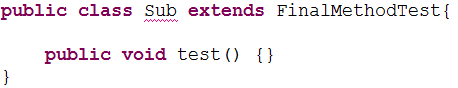 public class Sub extends FinalMethodTest{
public void test() {}
}